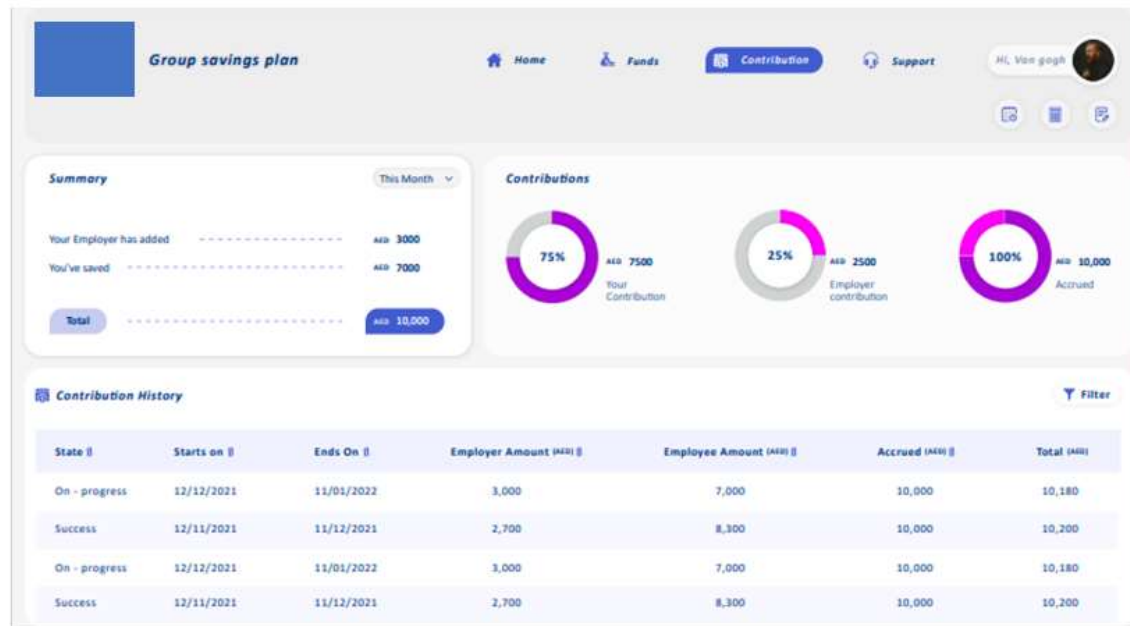 Group savings plan
Home
Funds
Contribution
Support
Hi, Van gogh
Summary
This Month
Your Employer has added AED 3000
You've saved AED 7000
Total AED 10,000
Contributions
75%
AED 7500
Your
Contribution
25%
AED 2500
Employer
contribution
100%
AED 10,000
Accrued
Contribution History
Filter
State Starts on Ends On Employer Amount (AED) Employee Amount (AED) Accrued (AED) Total (AED)
On - progress 12/12/2021 11/01/2022 3,000 7,000 10,000 10,180
Success 12/11/2021 11/12/2021 2,700 8,300 10,000 10,200
On - progress 12/12/2021 11/01/2022 3,000 7,000 10,000 10,180
Success 12/11/2021 11/12/2021 2,700 8,300 10,000 10,200